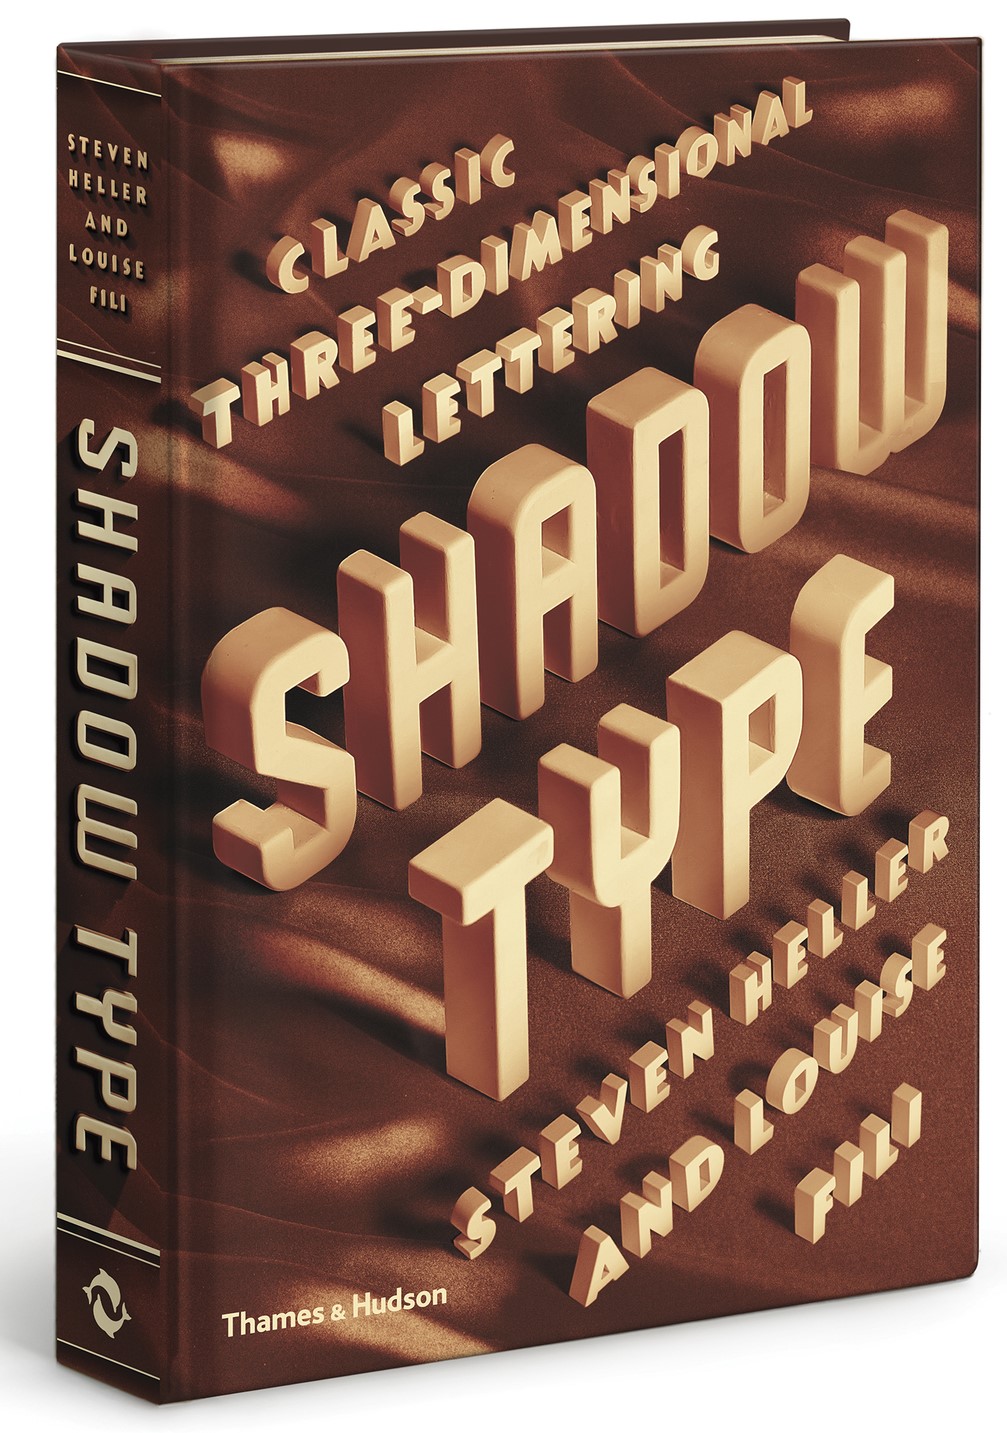 STEVEN
HELLER
AND
LOUISE
FILI
SHADOW TYPE
CLASSIC
THREE-DIMENSIONAL
LETTERING
SHADOW
TYPE
STEVEN HELLER
AND LOUISE
FILI
Thames & Hudson